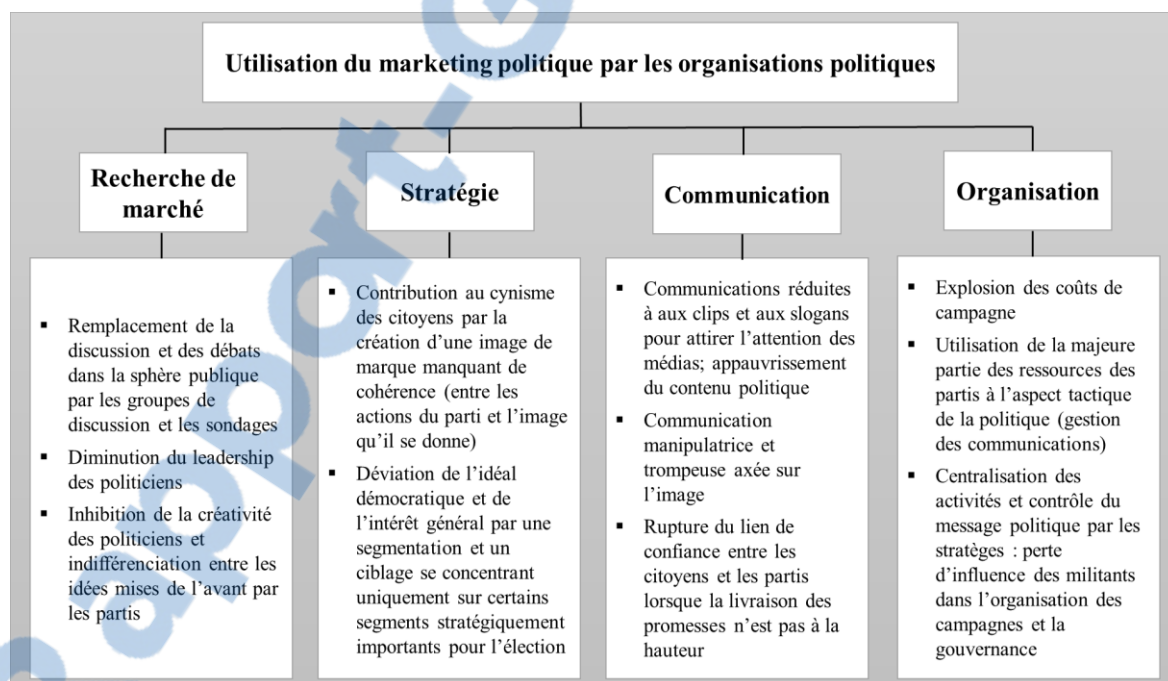 Utilisation du marketing politique par les organisations politiques
Recherche de
marché
Stratégie
Communication
Organisation
▪ Remplacement de la
discussion et des débats
dans la sphère publique
par les groupes de
discussion et les sondages
▪ Diminution du leadership
des politiciens
▪ Inhibition de la créativité
des politiciens et
indifférenciation entre les
idées mises de l’avant par
les partis
▪ Contribution au cynisme
des citoyens par la
création d’une image de
marque manquant de
cohérence (entre les
actions du parti et l’image
qu’il se donne)
▪ Déviation de l’idéal
démocratique et de
l’intérêt général par une
segmentation et un
ciblage se concentrant
uniquement sur certains
segments stratégiquement
importants pour l’élection
▪ Communications réduites
à aux clips et aux slogans
pour attirer l’attention des
médias; appauvrissement
du contenu politique
▪ Communication
manipulatrice et
trompeuse axée sur
l’image
▪ Rupture du lien de
confiance entre les
citoyens et les partis
lorsque la livraison des
promesses n’est pas à la
hauteur
▪ Explosion des coûts de
campagne
▪ Utilisation de la majeure
partie des ressources des
partis à l’aspect tactique
de la politique (gestion
des communications)
▪ Centralisation des
activités et contrôle du
message politique par les
stratèges : perte
d’influence des militants
dans l’organisation des
campagnes et la
gouvernance